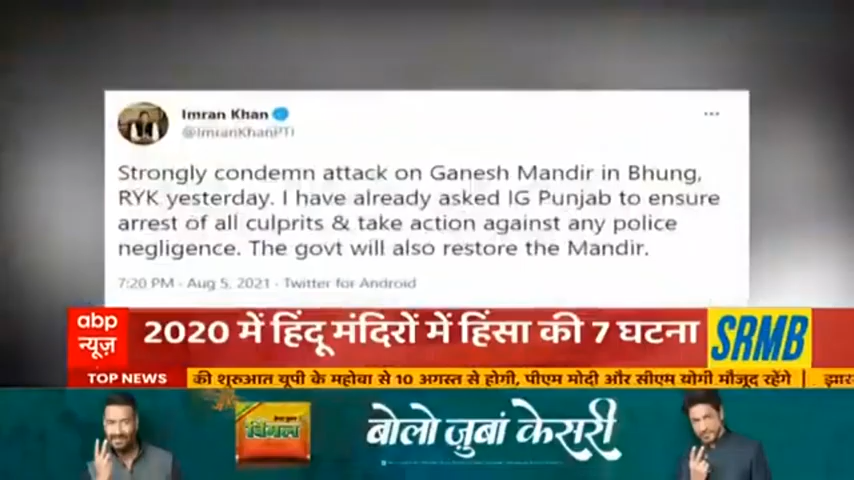 Imran Khan
@ImranKhanPTI
Strongly condemn attack on Ganesh Mandir in Bhung,
RYK yesterday. I have already asked IG Punjab to ensure
arrest of all culprits & take action against any police
negligence. The govt will also restore the Mandir.
7:20 PM · Aug 5, 2021 · Twitter for Android
abp
न्यूज़
2020 में हिंदू मंदिरों में हिंसा की 7 घटना
SRMB
TOP NEWS
की शुरुआत यूपी के महोबा से 10 अगस्त से होगी, पीएम मोदी और सीएम योगी मौजूद रहेंगे
झार
विमल
बोलो ज़ुबां केसरी